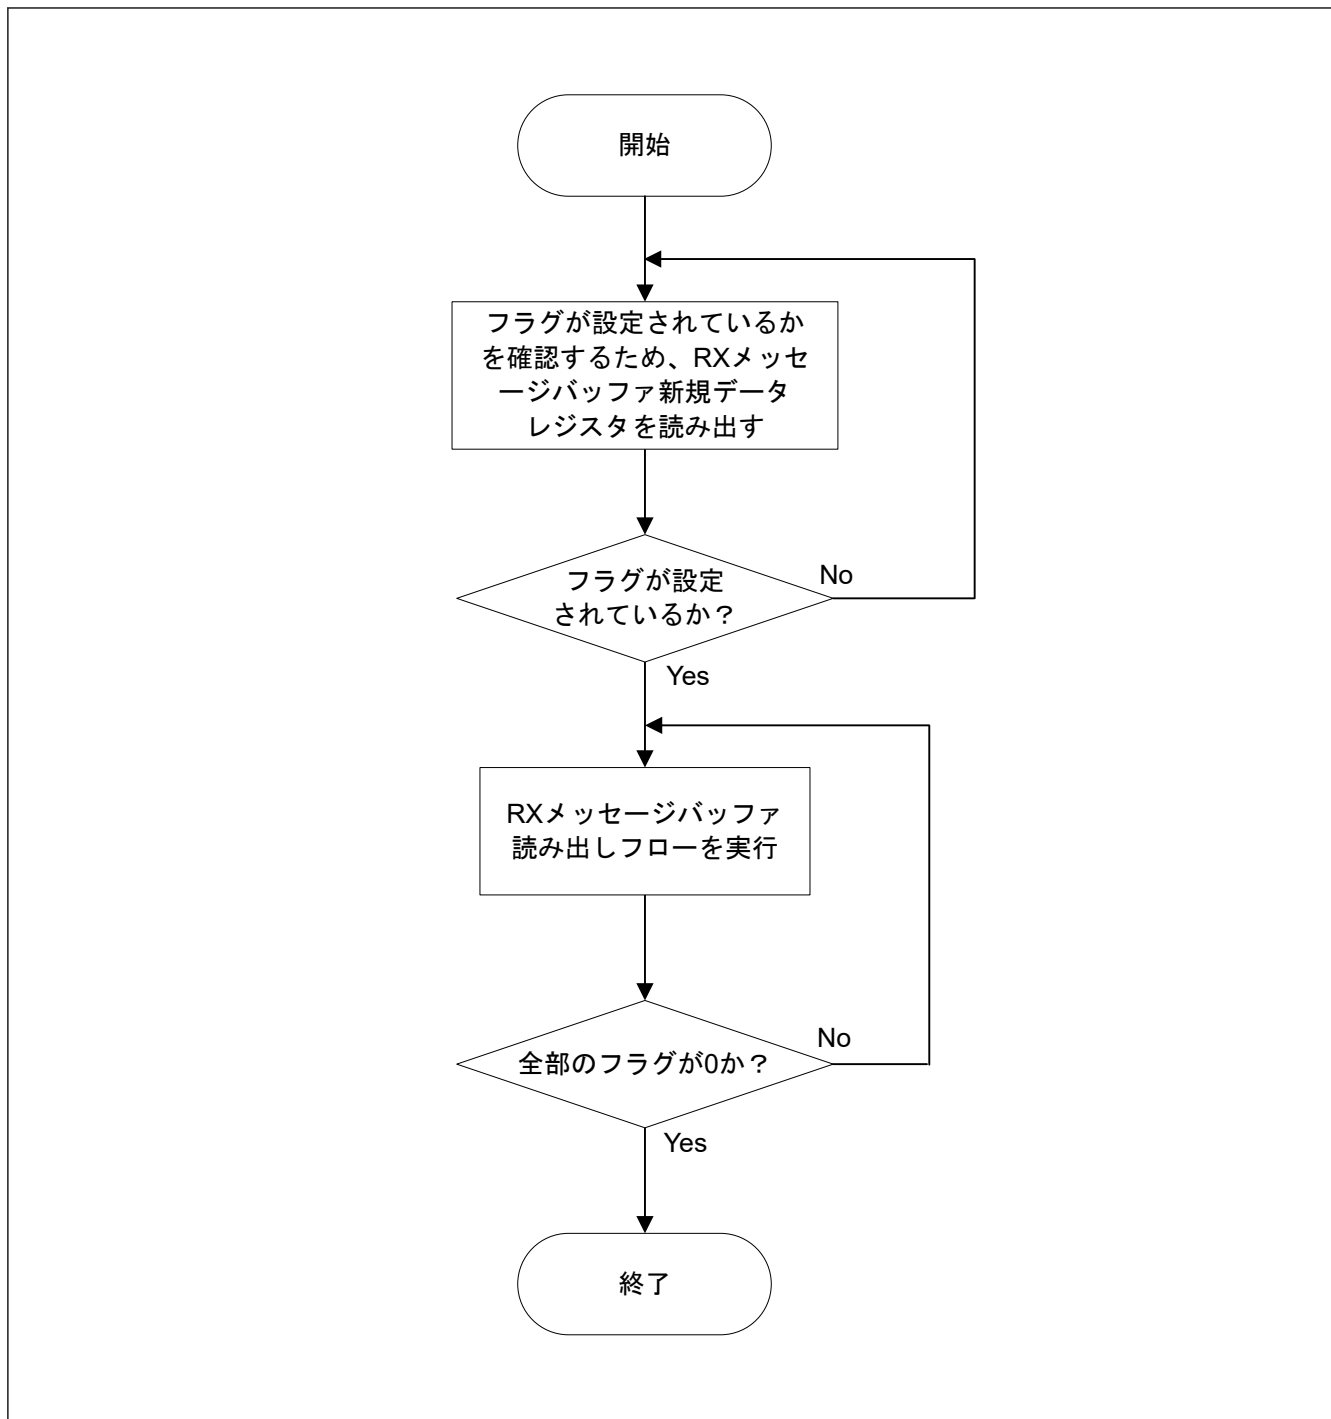 開始
フラグが設定されているか
を確認するため、RXメッセ
ージバッファ新規データ
レジスタを読み出す
フラグが設定
されているか？
No
Yes
RXメッセージバッファ
読み出しフローを実行
全部のフラグが0か？
No
Yes
終了